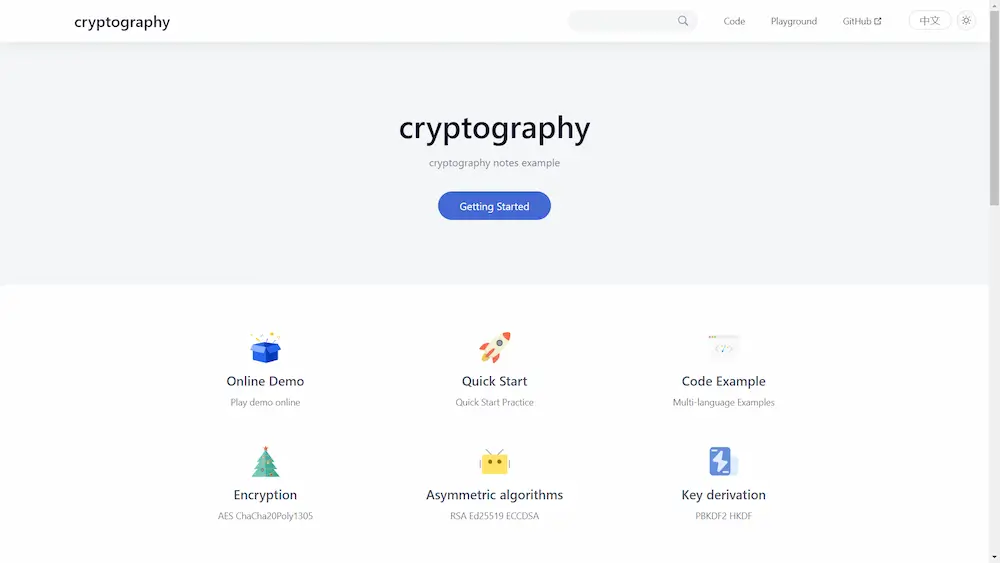 cryptography
Code
Playground
GitHub
中文
cryptography
cryptography notes example
Getting Started
Online Demo
Play demo online
Quick Start
Quick Start Practice
Code Example
Multi-language Examples
Encryption
AES ChaCha20Poly1305
Asymmetric algorithms
RSA Ed25519 ECCDSA
Key derivation
PBKDF2 HKDF